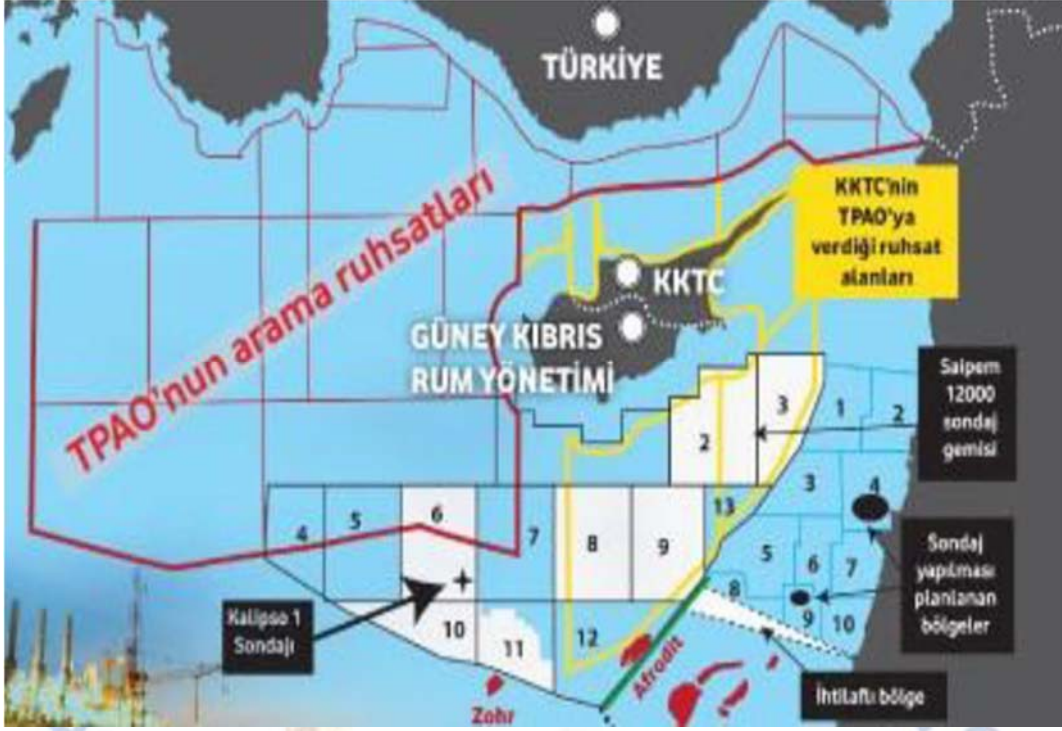 TÜRKİYE
TPAO'nun arama ruhsatları
KKTC'nin
TPAO'ya
verdiği ruhsat
alanları
KKTC
GÜNEY KIBRIS
RUM YÖNETİMİ
Saipem
12000
sondaj
gemisi
1
2
3
2
3
4
4
5
6
7
8
9
13
5
6
7
8
9
10
10
11
12
Kalipso 1
Sondajı
Sondaj
yapılması
planlanan
bölgeler
Afrodit
Zohr
İhtilaflı bölge